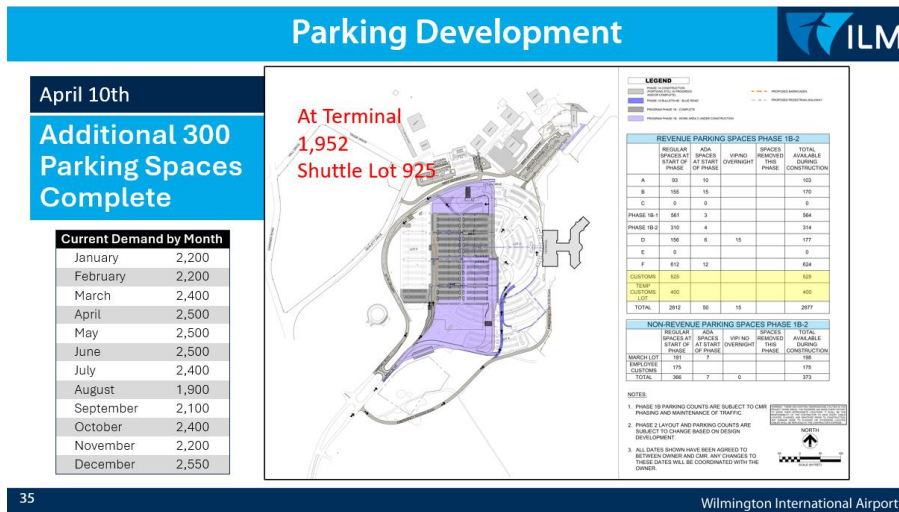 Parking Development
ILM
April 10th
Additional 300
Parking Spaces
Complete
Current Demand by Month
January 2,200
February 2,200
March 2,400
April 2,500
May 2,500
June 2,500
July 2,400
August 1,900
September 2,100
October 2,400
November 2,200
December 2,550
At Terminal
1,952
Shuttle Lot 925
LEGEND
PROPOSED BARRICADES
PROPOSED PEDESTRIAN WALKWAY
REVENUE PARKING SPACES PHASE 1B-2
REGULAR SPACES AT START OF PHASE
ADA SPACES AT START OF PHASE
VIP/NO OVERNIGHT
SPACES REMOVED THIS PHASE
TOTAL AVAILABLE DURING CONSTRUCTION
A 93 10 103
B 155 15 170
C 0 0 0
PHASE 1B-1 561 3 564
PHASE 1B-2 310 4 314
D 156 6 15 177
E 0 0
F 612 12 624
CUSTOMS 525 525
TEMP CUSTOMS LOT 400 400
TOTAL 2812 50 15 2877
NON-REVENUE PARKING SPACES PHASE 1B-2
REGULAR SPACES AT START OF PHASE
ADA SPACES AT START OF PHASE
VIP/ NO OVERNIGHT
SPACES REMOVED THIS PHASE
TOTAL AVAILABLE DURING CONSTRUCTION
MARCH LOT 191 7 198
EMPLOYEE CUSTOMS 175 175
TOTAL 366 7 0 373
NOTES:
1. PHASE 1B PARKING COUNTS ARE SUBJECT TO CMR
PHASING AND MAINTENANCE OF TRAFFIC.
2. PHASE 2 LAYOUT AND PARKING COUNTS ARE
SUBJECT TO CHANGE BASED ON DESIGN
DEVELOPMENT.
3. ALL DATES SHOWN HAVE BEEN AGREED TO
BETWEEN OWNER AND CMR. ANY CHANGES TO
THESE DATES WILL BE COORDINATED WITH THE
OWNER.
NORTH
35
Wilmington International Airport